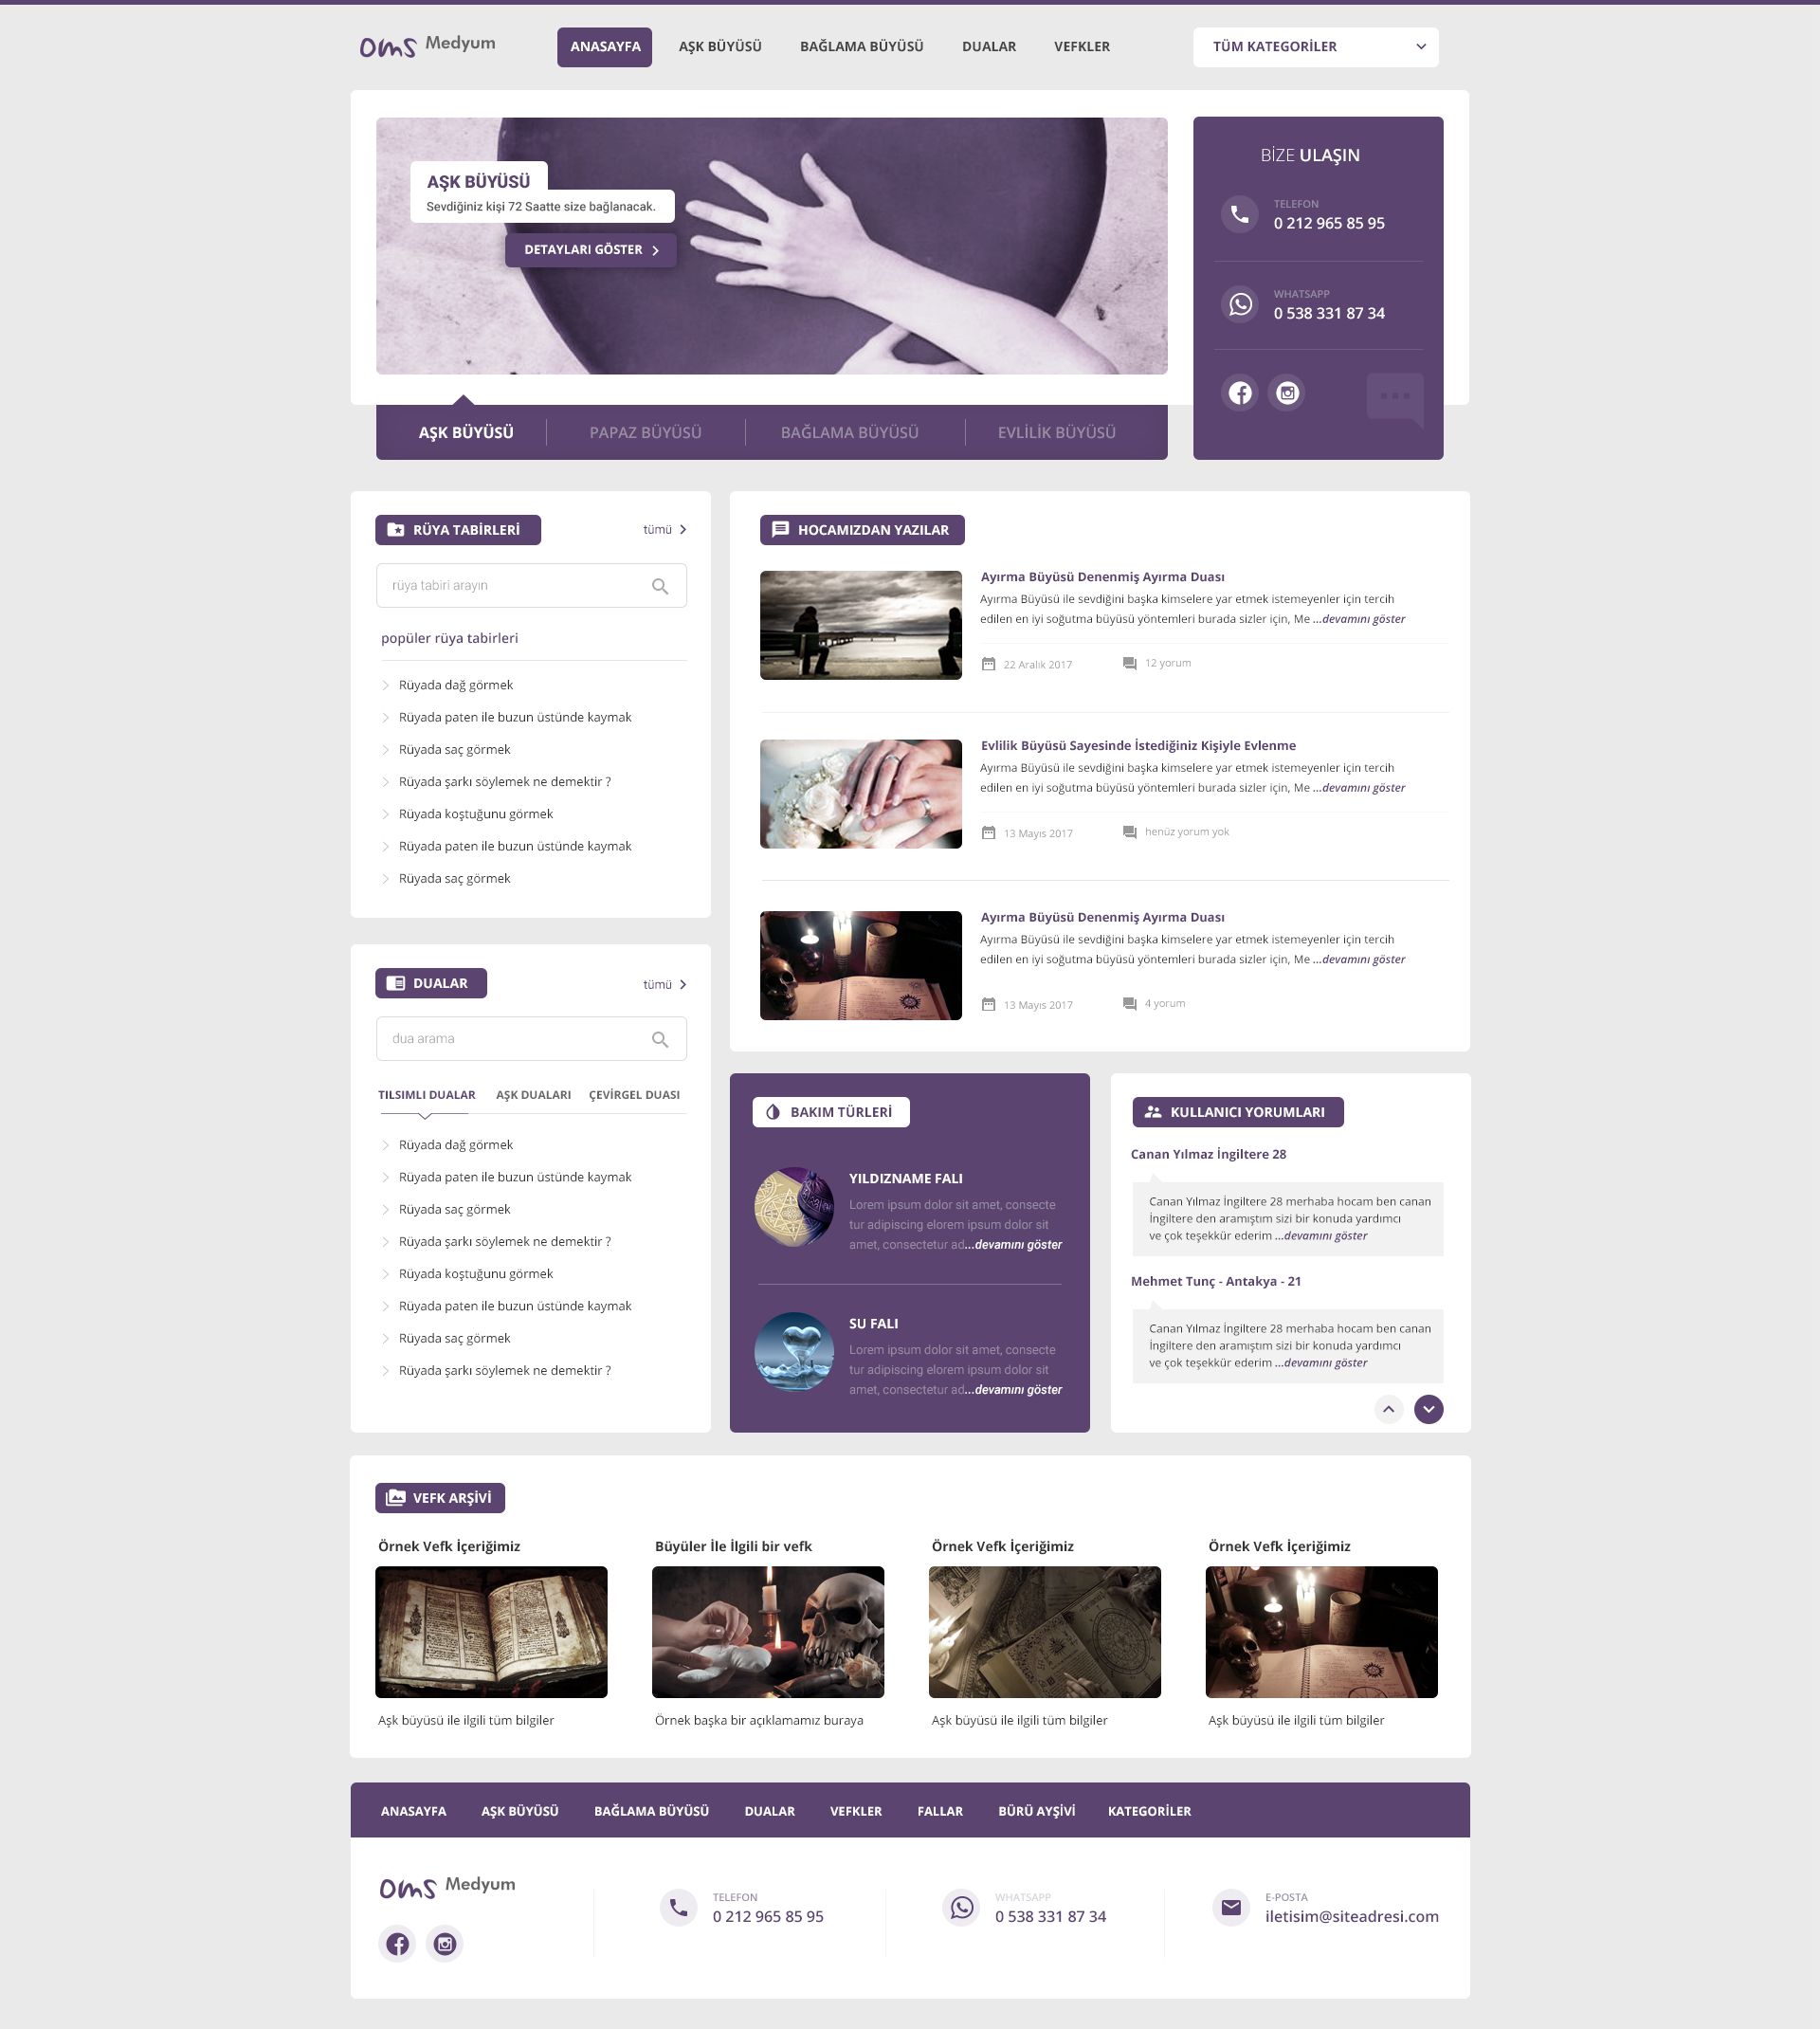 oms Medyum
ANASAYFA
AŞK BÜYÜSÜ
BAĞLAMA BÜYÜSÜ
DUALAR
VEFKLER
TÜM KATEGORİLER
AŞK BÜYÜSÜ
Sevdiğiniz kişi 72 Saatte size bağlanacak.
DETAYLARI GÖSTER
BİZE ULAŞIN
TELEFON
0 212 965 85 95
WHATSAPP
0 538 331 87 34
AŞK BÜYÜSÜ
PAPAZ BÜYÜSÜ
BAĞLAMA BÜYÜSÜ
EVLİLİK BÜYÜSÜ
RÜYA TABİRLERİ
tümü
rüya tabiri arayın
popüler rüya tabirleri
Rüyada dağ görmek
Rüyada paten ile buzun üstünde kaymak
Rüyada saç görmek
Rüyada şarkı söylemek ne demektir ?
Rüyada koştuğunu görmek
Rüyada paten ile buzun üstünde kaymak
Rüyada saç görmek
HOCAMIZDAN YAZILAR
Ayırma Büyüsü Denenmiş Ayırma Duası
Ayırma Büyüsü ile sevdiğini başka kimselere yar etmek istemeyenler için tercih
edilen en iyi soğutma büyüsü yöntemleri burada sizler için, Me ...devamını göster
22 Aralık 2017
12 yorum
Evlilik Büyüsü Sayesinde İstediğiniz Kişiyle Evlenme
Ayırma Büyüsü ile sevdiğini başka kimselere yar etmek istemeyenler için tercih
edilen en iyi soğutma büyüsü yöntemleri burada sizler için, Me ...devamını göster
13 Mayıs 2017
henüz yorum yok
Ayırma Büyüsü Denenmiş Ayırma Duası
Ayırma Büyüsü ile sevdiğini başka kimselere yar etmek istemeyenler için tercih
edilen en iyi soğutma büyüsü yöntemleri burada sizler için, Me ...devamını göster
13 Mayıs 2017
4 yorum
DUALAR
tümü
dua arama
TILSIMLI DUALAR
AŞK DUALARI
ÇEVİRGEL DUASI
Rüyada dağ görmek
Rüyada paten ile buzun üstünde kaymak
Rüyada saç görmek
Rüyada şarkı söylemek ne demektir ?
Rüyada koştuğunu görmek
Rüyada paten ile buzun üstünde kaymak
Rüyada saç görmek
Rüyada şarkı söylemek ne demektir ?
BAKIM TÜRLERİ
YILDIZNAME FALI
Lorem ipsum dolor sit amet, consecte
tur adipiscing elorem ipsum dolor sit
amet, consectetur ad...devamını göster
SU FALI
Lorem ipsum dolor sit amet, consecte
tur adipiscing elorem ipsum dolor sit
amet, consectetur ad...devamını göster
KULLANICI YORUMLARI
Canan Yılmaz İngiltere 28
Canan Yılmaz İngiltere 28 merhaba hocam ben canan
İngiltere den aramıştım sizi bir konuda yardımcı
ve çok teşekkür ederim ...devamını göster
Mehmet Tunç - Antakya - 21
Canan Yılmaz İngiltere 28 merhaba hocam ben canan
İngiltere den aramıştım sizi bir konuda yardımcı
ve çok teşekkür ederim ...devamını göster
VEFK ARŞİVİ
Örnek Vefk İçeriğimiz
Büyüler İle İlgili bir vefk
Örnek Vefk İçeriğimiz
Örnek Vefk İçeriğimiz
Aşk büyüsü ile ilgili tüm bilgiler
Örnek başka bir açıklamamız buraya
Aşk büyüsü ile ilgili tüm bilgiler
Aşk büyüsü ile ilgili tüm bilgiler
ANASAYFA
AŞK BÜYÜSÜ
BAĞLAMA BÜYÜSÜ
DUALAR
VEFKLER
FALLAR
BÜRÜ AYŞİVİ
KATEGORİLER
oms Medyum
TELEFON
0 212 965 85 95
WHATSAPP
0 538 331 87 34
E-POSTA
iletisim@siteadresi.com